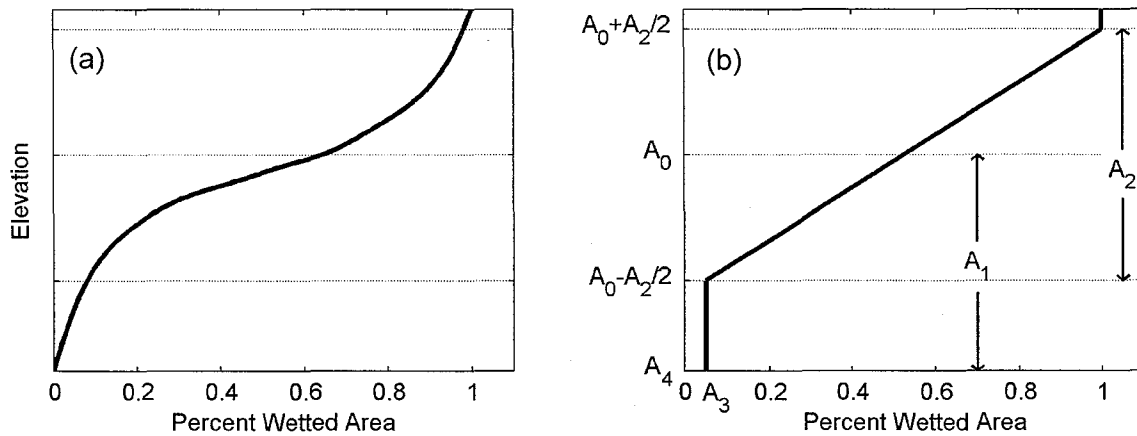 (a)
Elevation
0 0.2 0.4 0.6 0.8 1
Percent Wetted Area
(b)
A0+A2/2
A0
A2
A1
A0-A2/2
A4
0 A3 0.2 0.4 0.6 0.8 1
Percent Wetted Area